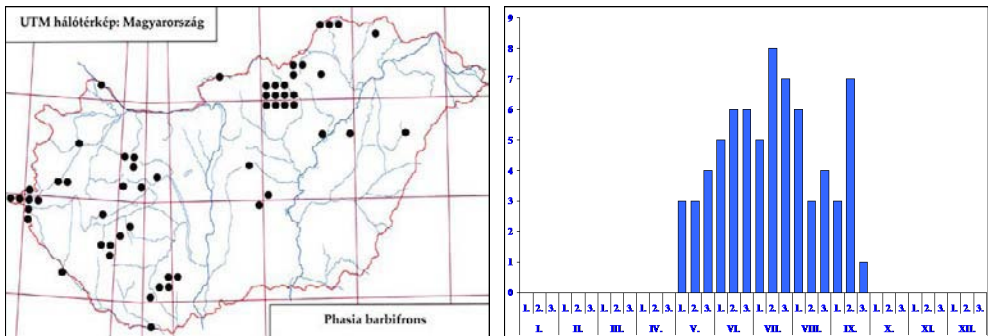 UTM hálótérkép: Magyarország
Phasia barbifrons
9
8
7
6
5
4
3
2
1
0
1. 2. 3. 1. 2. 3. 1. 2. 3. 1. 2. 3. 1. 2. 3. 1. 2. 3. 1. 2. 3. 1. 2. 3. 1. 2. 3. 1. 2. 3. 1. 2. 3. 1. 2. 3.
I. II. III. IV. V. VI. VII. VIII. IX. X. XI. XII.